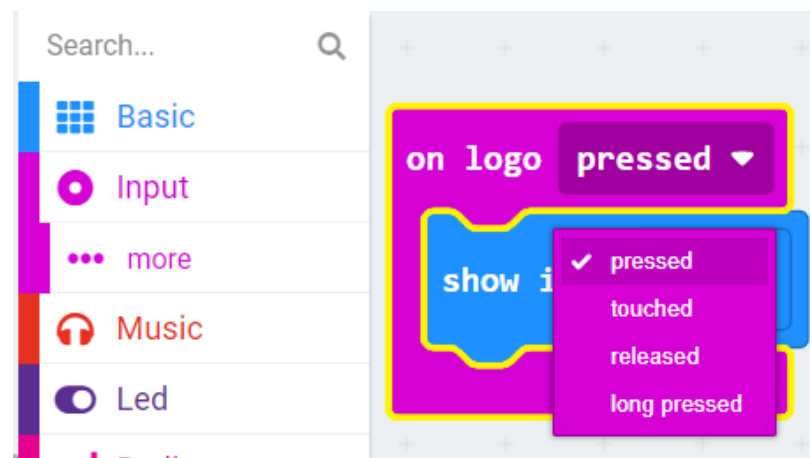 Search...
Basic
Input
more
Music
Led
on logo pressed
show
pressed
touched
released
long pressed